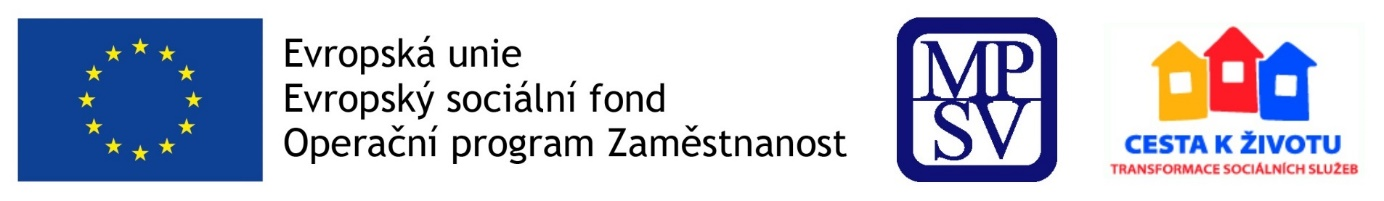 Evropská unie
Evropský sociální fond
Operační program Zaměstnanost
MP
SV
CESTA K ŽIVOTU
TRANSFORMACE SOCIÁLNÍCH SLUŽEB